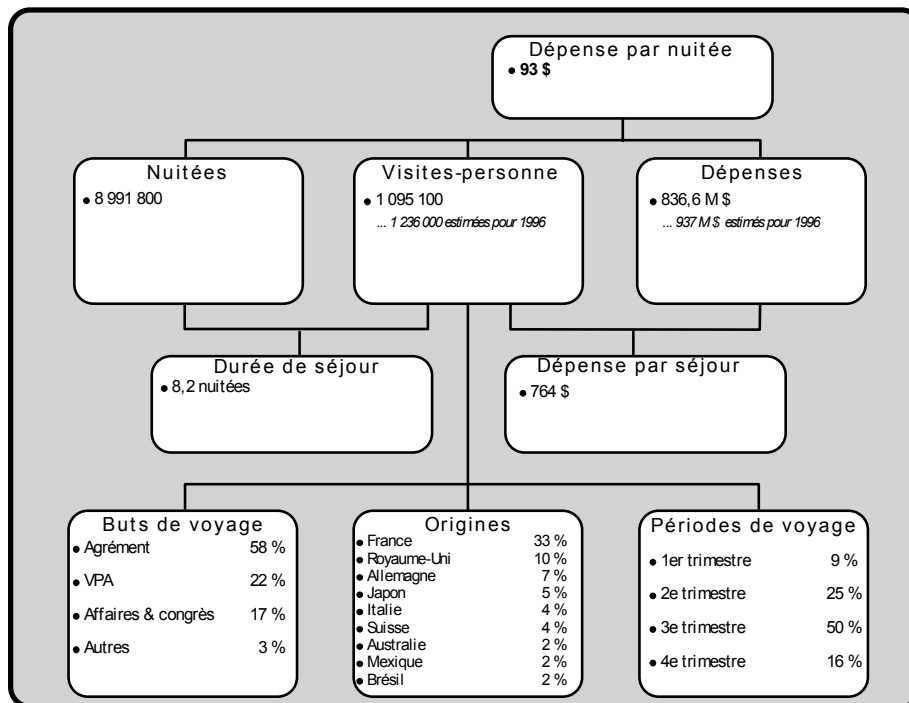 Dépense par nuitée
• 93 $
Nuitées
• 8 991 800
Visites-personne
• 1 095 100
... 1 236 000 estimées pour 1996
Dépenses
• 836,6 M $
... 937 M $ estimés pour 1996
Durée de séjour
• 8,2 nuitées
Dépense par séjour
• 764 $
Buts de voyage
• Agrément 58 %
• VPA 22 %
• Affaires & congrès 17 %
• Autres 3 %
Origines
• France 33 %
• Royaume-Uni 10 %
• Allemagne 7 %
• Japon 5 %
• Italie 4 %
• Suisse 4 %
• Australie 2 %
• Mexique 2 %
• Brésil 2 %
Périodes de voyage
• 1er trimestre 9 %
• 2e trimestre 25 %
• 3e trimestre 50 %
• 4e trimestre 16 %